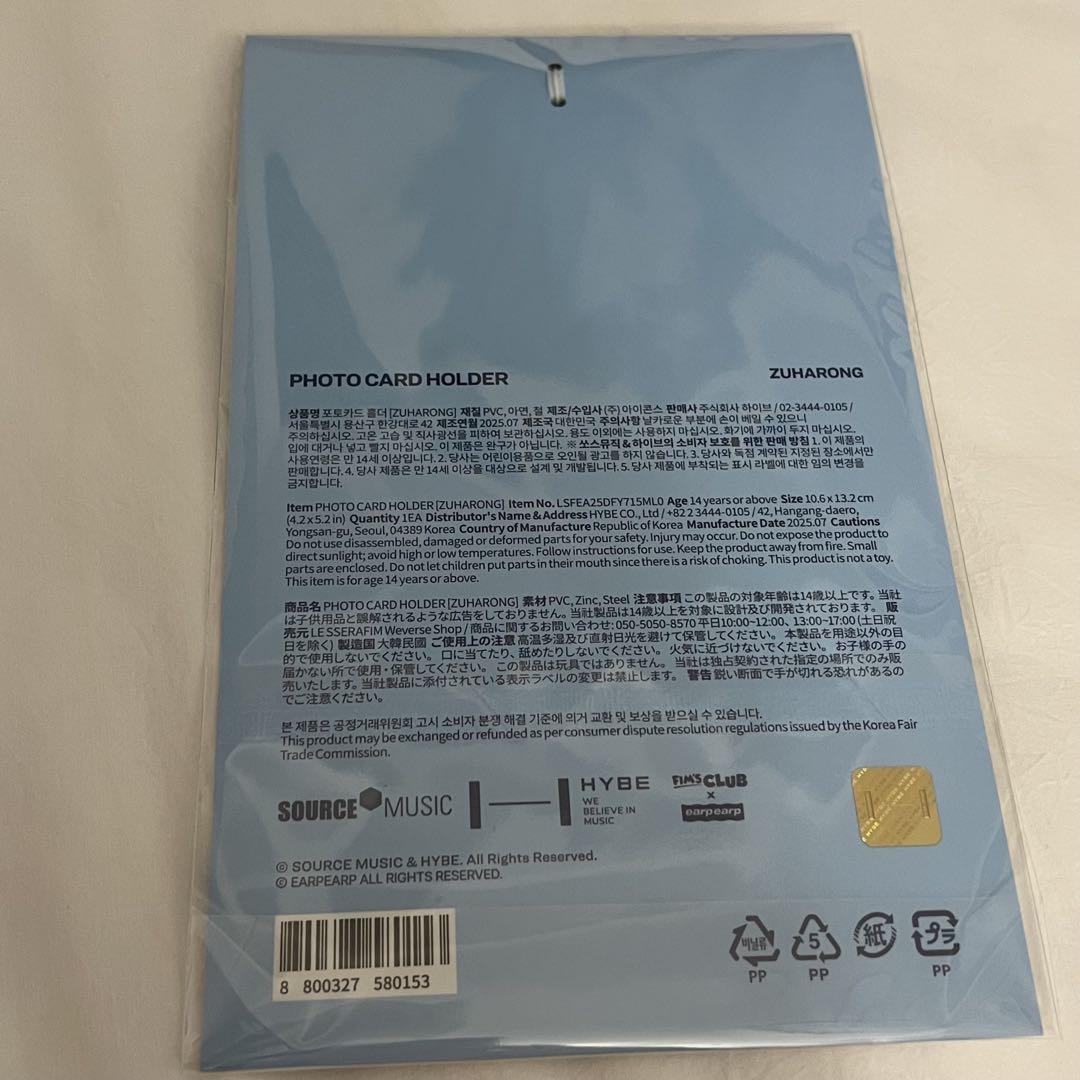 PHOTO CARD HOLDER
ZUHARONG
상품명 포토카드 홀더 [ZUHARONG] 재질 PVC, 아연, 철 제조/수입사 (주) 아이콘스 판매사 주식회사 하이브 / 02-3444-0105 /
서울특별시 용산구 한강대로 42 제조연월 2025.07 제조국 대한민국 주의사항 날카로운 부분에 손이 베일 수 있으니
주의하십시오. 고온 고습 및 직사광선을 피하여 보관하십시오. 용도 이외에는 사용하지 마십시오. 화기에 가까이 두지 마십시오.
입에 대거나 넣고 빨지 마십시오. 이 제품은 완구가 아닙니다. ※ 쏘스뮤직 & 하이브의 소비자 보호를 위한 판매 방침 1. 이 제품의
사용연령은 만 14세 이상입니다. 2. 당사는 어린이용품으로 오인될 광고를 하지 않습니다. 3. 당사와 독점 계약된 지정된 장소에서만
판매합니다. 4. 당사 제품은 만 14세 이상을 대상으로 설계 및 개발됩니다. 5. 당사 제품에 부착되는 표시 라벨에 대한 임의 변경을
금지합니다.
Item PHOTO CARD HOLDER [ZUHARONG] Item No. LSFEA25DFY715ML0 Age 14 years or above Size 10.6 x 13.2 cm
(4.2 x 5.2 in) Quantity 1EA Distributor's Name & Address HYBE CO., Ltd / +82 2 3444-0105 / 42, Hangang-daero,
Yongsan-gu, Seoul, 04389 Korea Country of Manufacture Republic of Korea Manufacture Date 2025.07 Cautions
Do not use disassembled, damaged or deformed parts for your safety. Injury may occur. Do not expose the product to
direct sunlight; avoid high or low temperatures. Follow instructions for use. Keep the product away from fire. Small
parts are enclosed. Do not let children put parts in their mouth since there is a risk of choking. This product is not a toy.
This item is for age 14 years or above.
商品名 PHOTO CARD HOLDER [ZUHARONG] 素材 PVC, Zinc, Steel 注意事項 この製品の対象年齢は14歳以上です。当社
は子供用品と誤解されるような広告をしておりません。当社製品は14歳以上を対象に設計及び開発されております。 販
売元 LE SSERAFIM Weverse Shop / 商品に関するお問い合わせ: 050-5050-8570 平日10:00~12:00、13:00~17:00 (土日祝
日を除く) 製造国 大韓民國 ご使用上の注意 高温多湿及び直射日光を避けて保管してください。 本製品を用途以外の目
的で使用しないでください。 火気に近づけないでください。 口に当てたり、舐めたりしないでください。 お子様の手の
届かない所で使用・保管してください。 この製品は玩具ではありません。 当社は独占契約された指定の場所でのみ販
売いたします。当社製品に添付されている表示ラベルの変更は禁止します。 警告 鋭い断面で手が切れる恐れがあるの
でご注意ください。
본 제품은 공정거래위원회 고시 소비자 분쟁 해결 기준에 의거 교환 및 보상을 받으실 수 있습니다.
This product may be exchanged or refunded as per consumer dispute resolution regulations issued by the Korea Fair
Trade Commission.
SOURCE MUSIC
HYBE
WE
BELIEVE IN
MUSIC
FIM'S CLUB
×
earp earp
© SOURCE MUSIC & HYBE. All Rights Reserved.
© EARPEARP ALL RIGHTS RESERVED.
8 800327 580153
비닐류
PP
5
PP
紙
プラ
PP